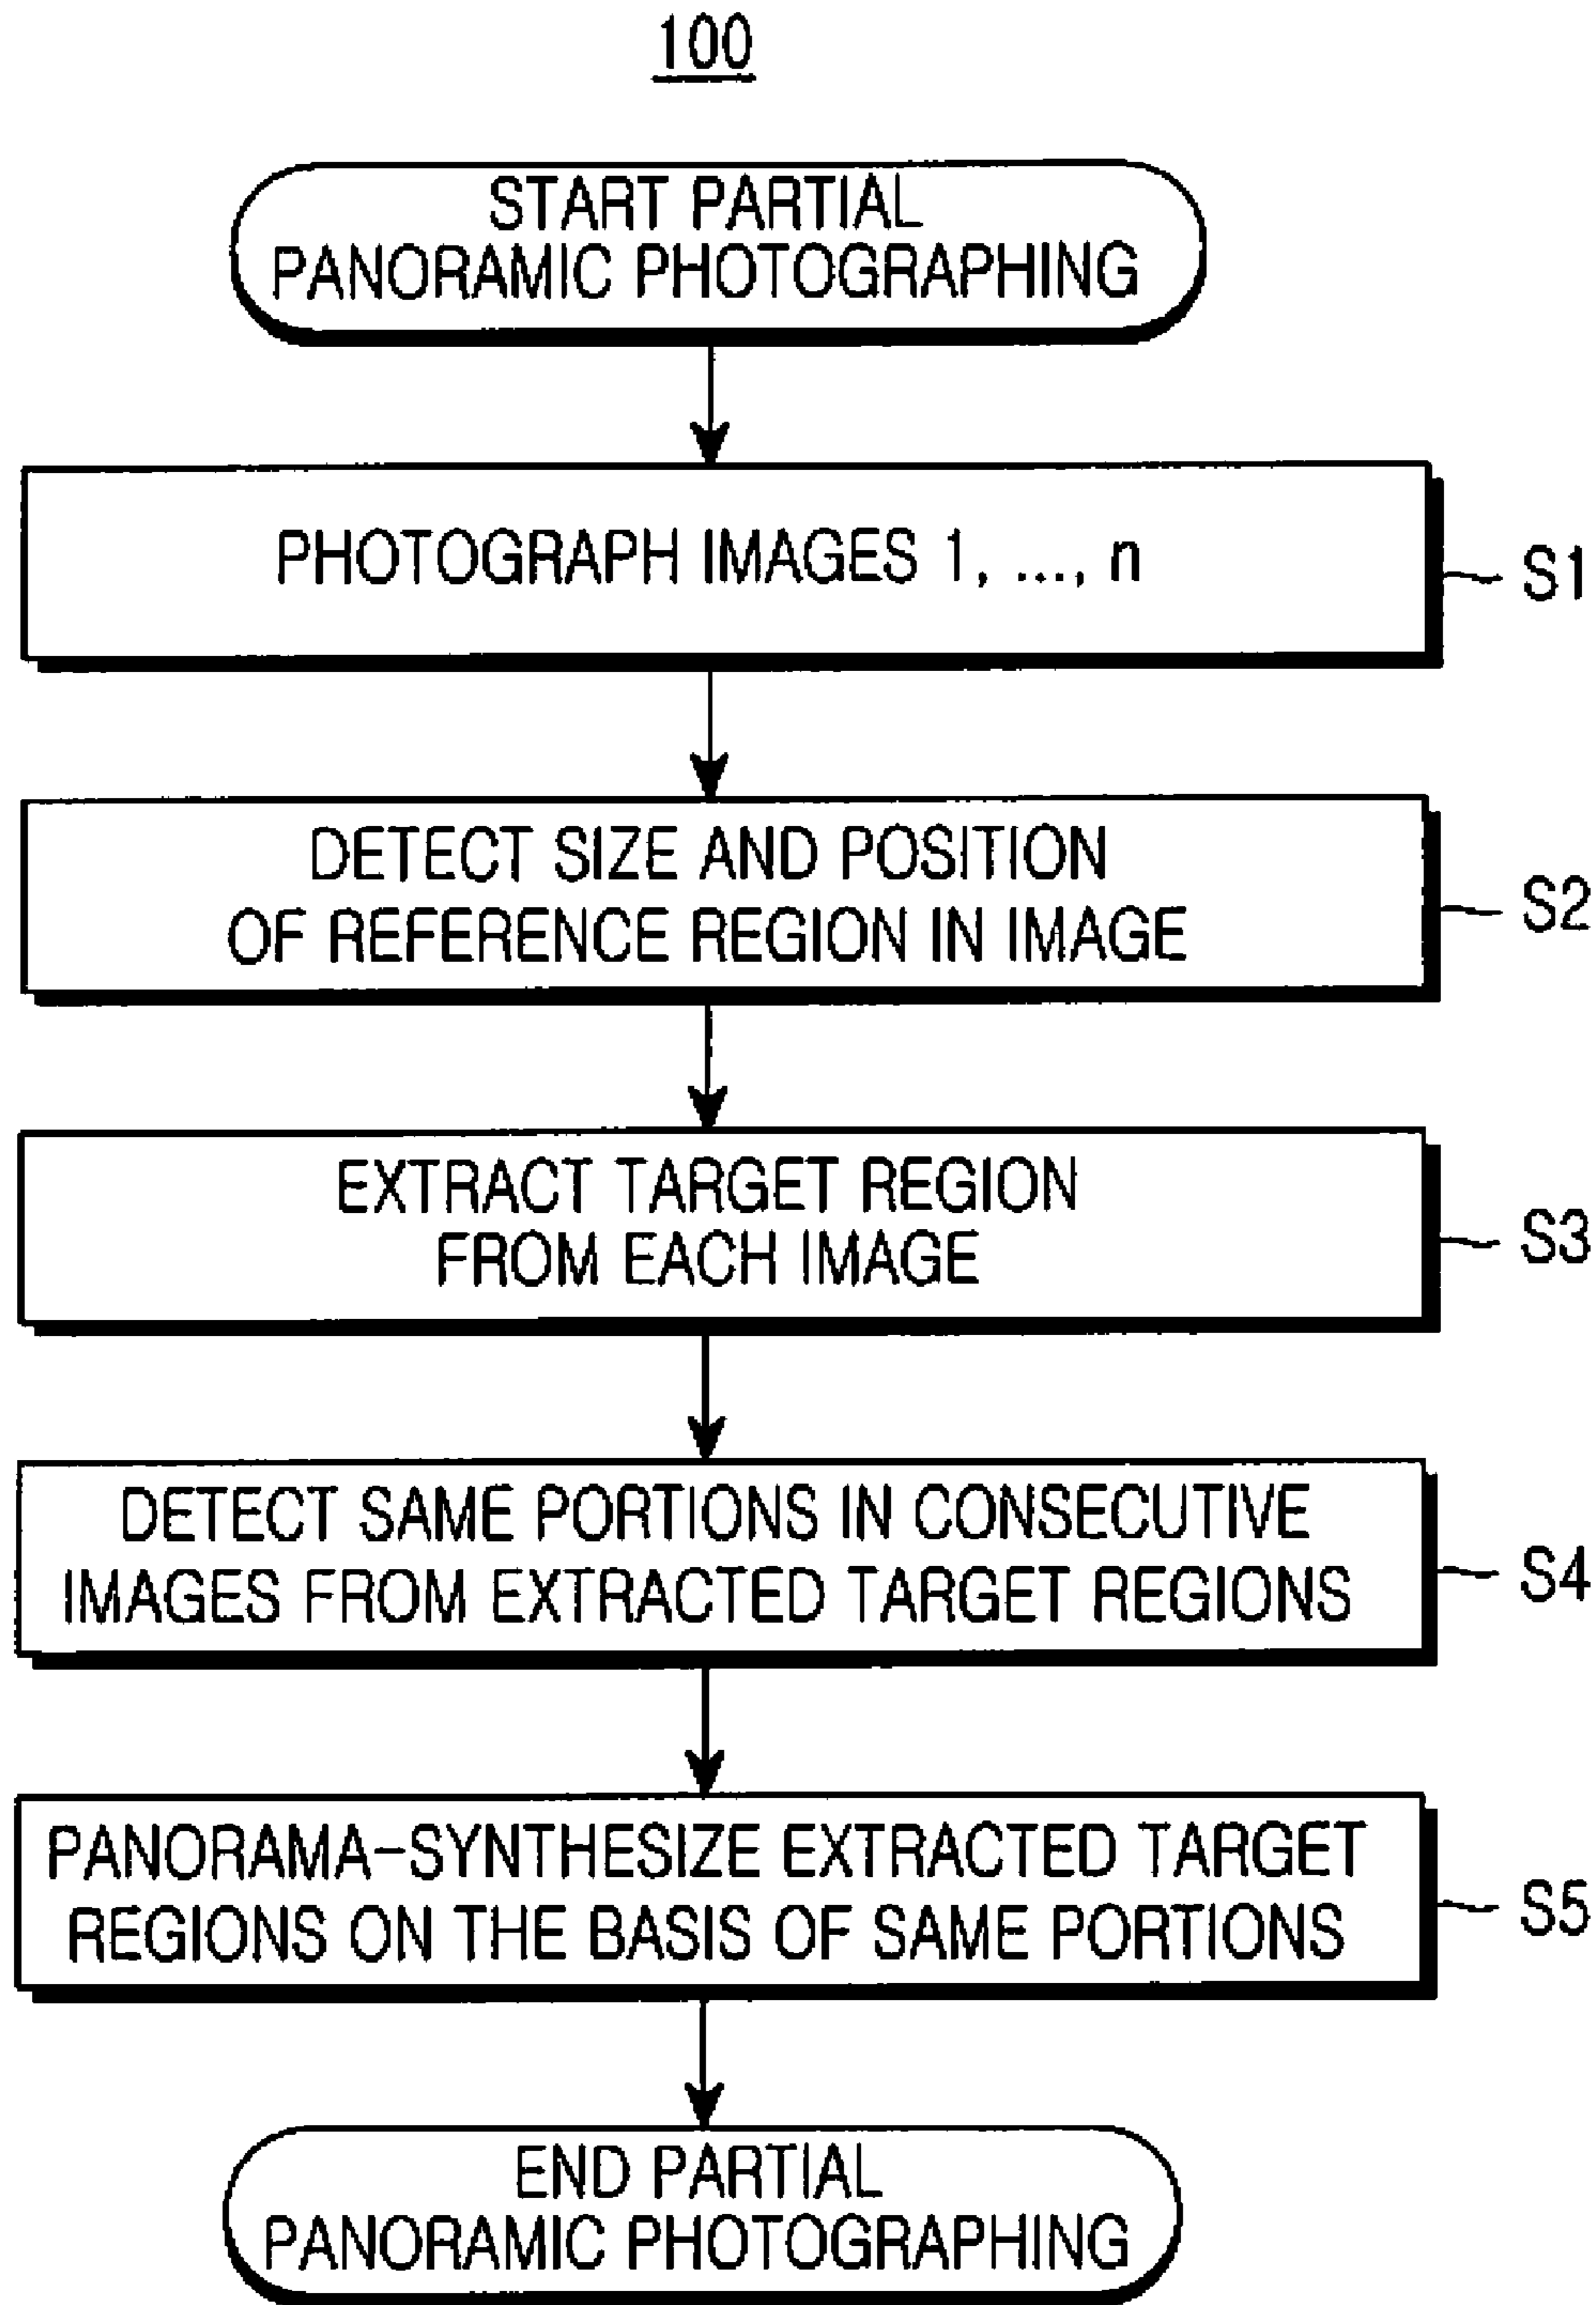 100
START PARTIAL
PANORAMIC PHOTOGRAPHING
PHOTOGRAPH IMAGES 1, ..., n
S1
DETECT SIZE AND POSITION
OF REFERENCE REGION IN IMAGE
S2
EXTRACT TARGET REGION
FROM EACH IMAGE
S3
DETECT SAME PORTIONS IN CONSECUTIVE
IMAGES FROM EXTRACTED TARGET REGIONS
S4
PANORAMA-SYNTHESIZE EXTRACTED TARGET
REGIONS ON THE BASIS OF SAME PORTIONS
S5
END PARTIAL
PANORAMIC PHOTOGRAPHING